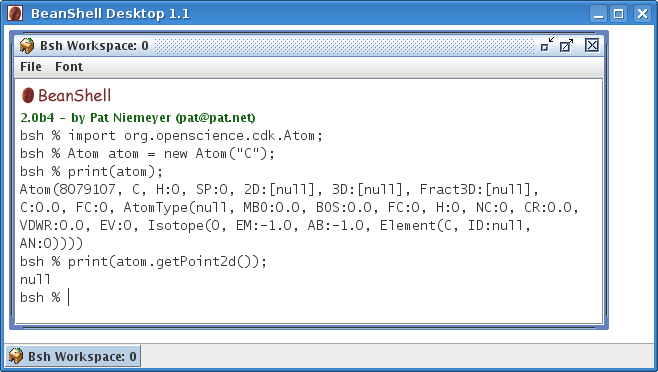 BeanShell Desktop 1.1
Bsh Workspace: 0
File Font
BeanShell
2.0b4 - by Pat Niemeyer (pat@pat.net)
bsh % import org.openscience.cdk.Atom;
bsh % Atom atom = new Atom("C");
bsh % print(atom);
Atom(8079107, C, H:0, SP:0, 2D:[null], 3D:[null], Fract3D:[null],
C:0.0, FC:0, AtomType(null, MBO:0.0, BOS:0.0, FC:0, H:0, NC:0, CR:0.0,
VDWR:0.0, EV:0, Isotope(0, EM:-1.0, AB:-1.0, Element(C, ID:null,
AN:0))))
bsh % print(atom.getPoint2d());
null
bsh %
Bsh Workspace: 0